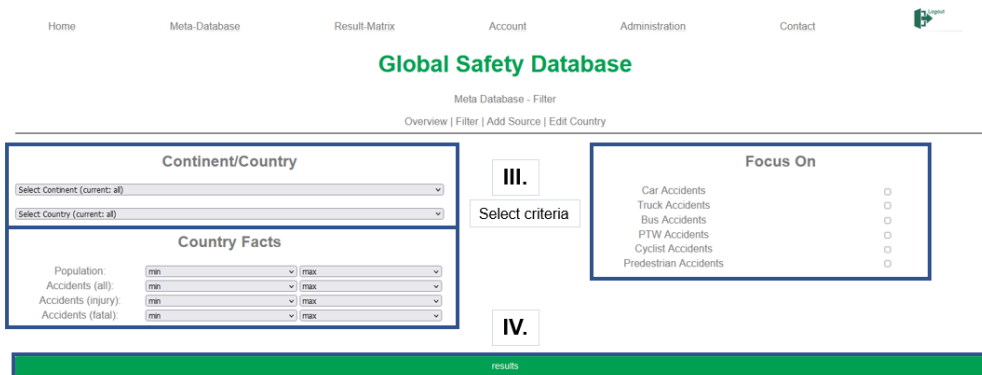 Home Meta-Database Result-Matrix Account Administration Contact Logout
Global Safety Database
Meta Database - Filter
Overview | Filter | Add Source | Edit Country
Continent/Country
Select Continent (current: all)
Select Country (current: all)
Country Facts
Population: min max
Accidents (all): min max
Accidents (injury): min max
Accidents (fatal): min max
III.
Select criteria
Focus On
Car Accidents
Truck Accidents
Bus Accidents
PTW Accidents
Cyclist Accidents
Predestrian Accidents
IV.
results